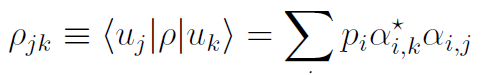 ρ_{jk} ≡ ⟨u_j|ρ|u_k⟩ = ∑ p_i α^⋆_{i,k} α_{i,j}